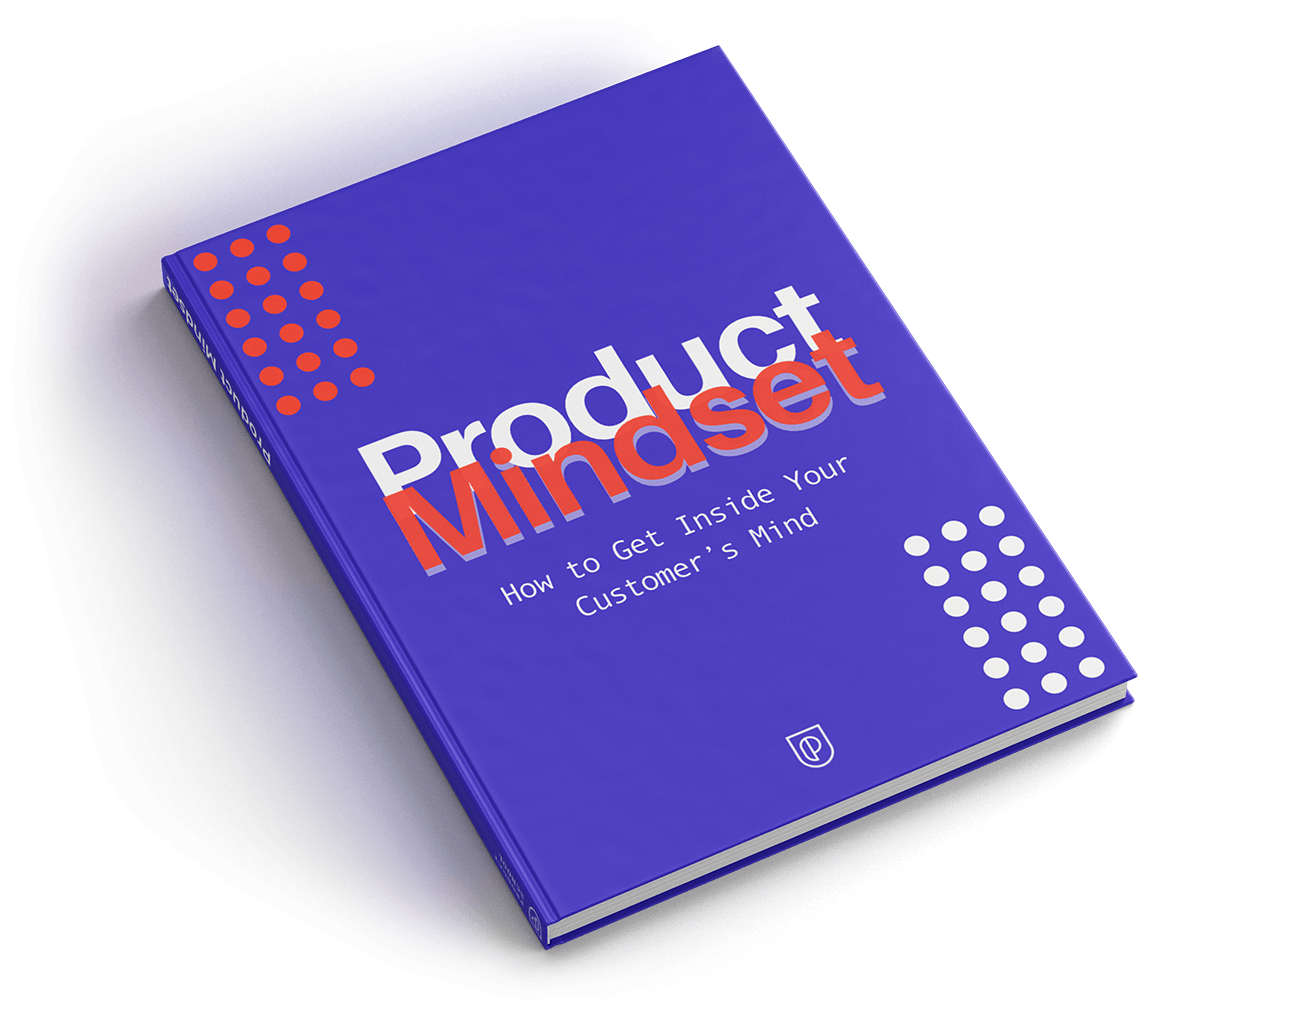 Product
Mindset
How to Get Inside Your
Customer's Mind
Product Mindset